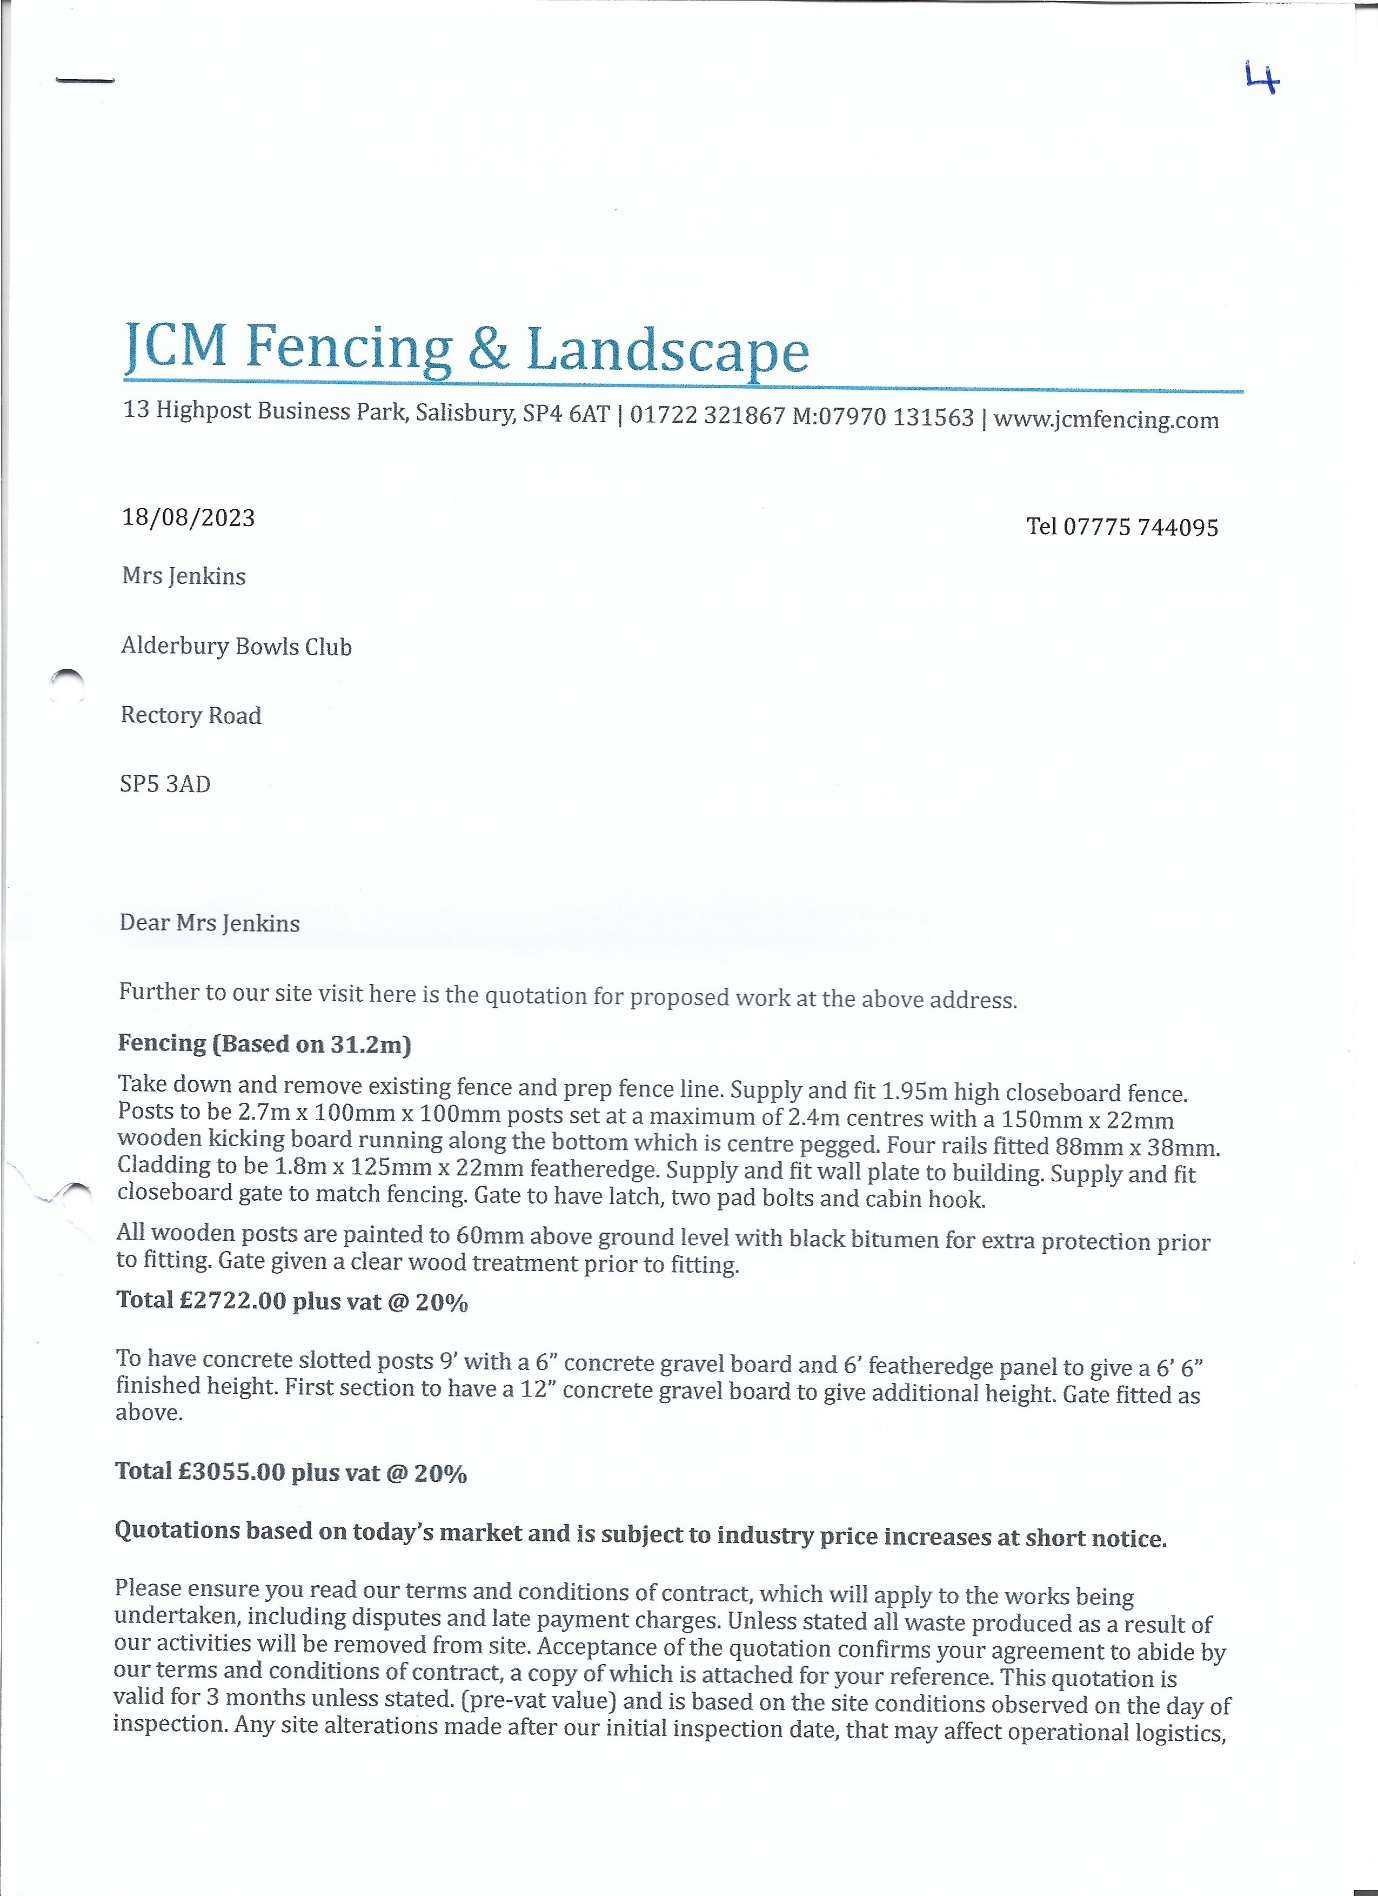 4
JCM Fencing & Landscape
13 Highpost Business Park, Salisbury, SP4 6AT | 01722 321867 M:07970 131563 | www.jcmfencing.com
18/08/2023 Tel 07775 744095
Mrs Jenkins
Alderbury Bowls Club
Rectory Road
SP5 3AD
Dear Mrs Jenkins
Further to our site visit here is the quotation for proposed work at the above address.
Fencing (Based on 31.2m)
Take down and remove existing fence and prep fence line. Supply and fit 1.95m high closeboard fence.
Posts to be 2.7m x 100mm x 100mm posts set at a maximum of 2.4m centres with a 150mm x 22mm
wooden kicking board running along the bottom which is centre pegged. Four rails fitted 88mm x 38mm.
Cladding to be 1.8m x 125mm x 22mm featheredge. Supply and fit wall plate to building. Supply and fit
closeboard gate to match fencing. Gate to have latch, two pad bolts and cabin hook.
All wooden posts are painted to 60mm above ground level with black bitumen for extra protection prior
to fitting. Gate given a clear wood treatment prior to fitting.
Total £2722.00 plus vat @ 20%
To have concrete slotted posts 9’ with a 6” concrete gravel board and 6’ featheredge panel to give a 6’ 6”
finished height. First section to have a 12” concrete gravel board to give additional height. Gate fitted as
above.
Total £3055.00 plus vat @ 20%
Quotations based on today’s market and is subject to industry price increases at short notice.
Please ensure you read our terms and conditions of contract, which will apply to the works being
undertaken, including disputes and late payment charges. Unless stated all waste produced as a result of
our activities will be removed from site. Acceptance of the quotation confirms your agreement to abide by
our terms and conditions of contract, a copy of which is attached for your reference. This quotation is
valid for 3 months unless stated. (pre-vat value) and is based on the site conditions observed on the day of
inspection. Any site alterations made after our initial inspection date, that may affect operational logistics,